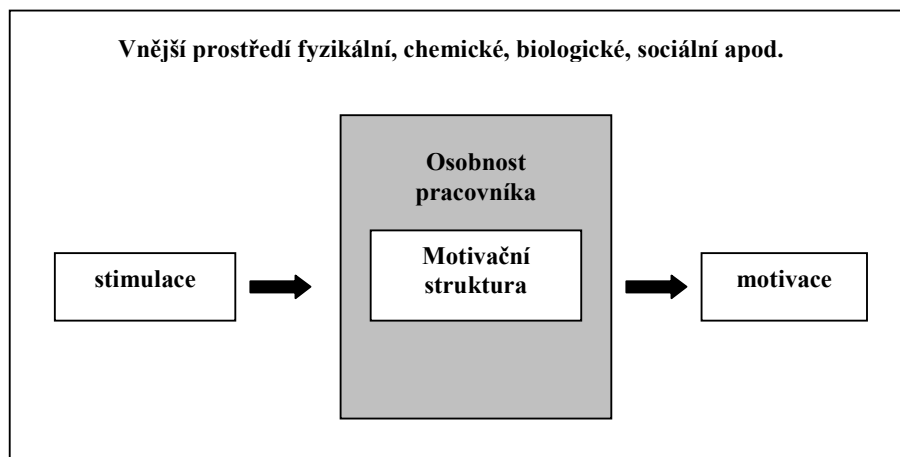 Vnější prostředí fyzikální, chemické, biologické, sociální apod.
Osobnost
pracovníka
stimulace
Motivační
struktura
motivace